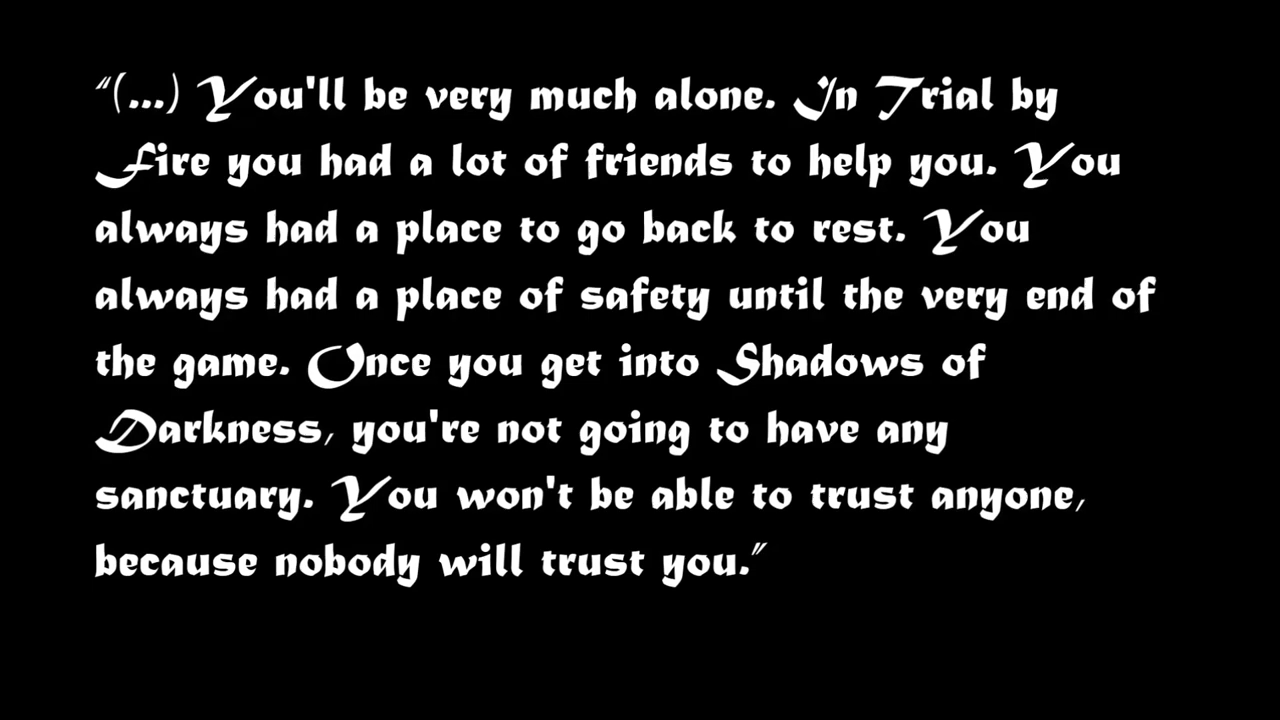 “(...) You'll be very much alone. In Trial by
Fire you had a lot of friends to help you. You
always had a place to go back to rest. You
always had a place of safety until the very end of
the game. Once you get into Shadows of
Darkness, you're not going to have any
sanctuary. You won't be able to trust anyone,
because nobody will trust you.”